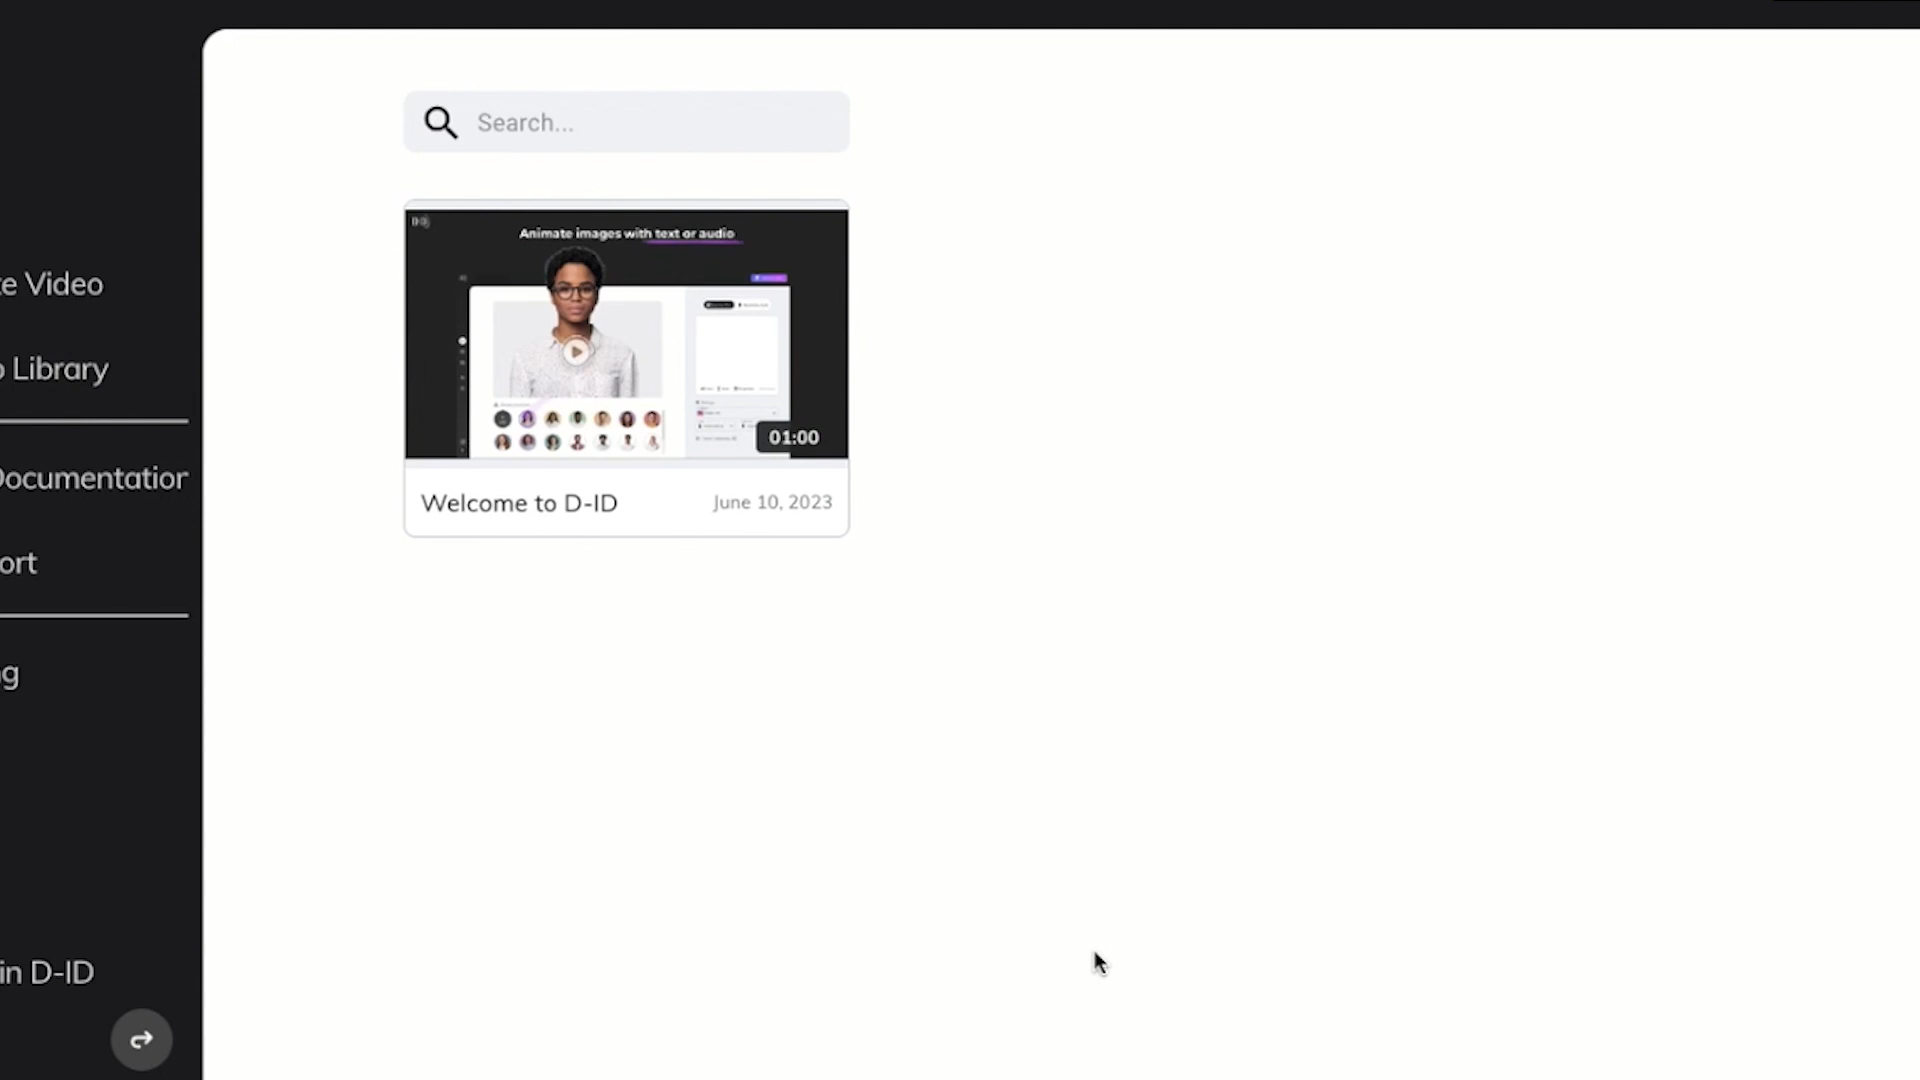 Search...
Animate images with text or audio
01:00
Welcome to D-ID
June 10, 2023
e Video
Library
Documentation
ort
g
in D-ID